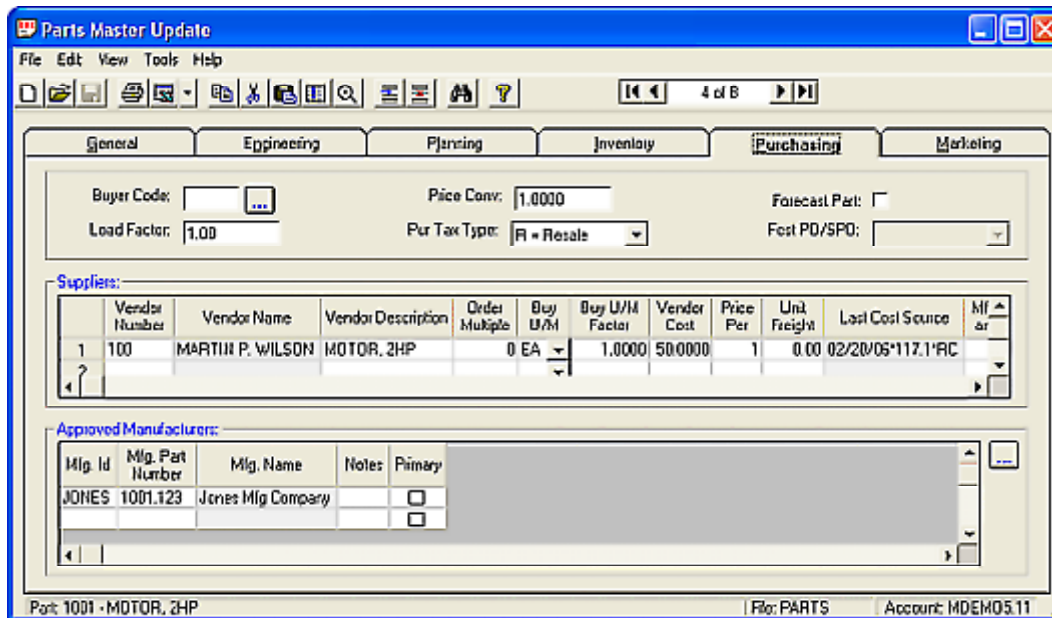 Parts Master Update
File Edit View Tools Help
4 of 8
General Engineering Planning Inventory Purchasing Marketing
Buyer Code: ... Price Conv: 1.0000 Forecast Part:
Load Factor: 1.00 Pur Tax Type: R = Resale Fcst PO/SPO:
Suppliers:
Vendor Number Vendor Name Vendor Description Order Multiple Buy U/M Buy U/M Factor Vendor Cost Price Per Unit Freight Last Cost Source
1 100 MARTIN P. WILSON MOTOR, 2HP 0 EA 1.0000 50.0000 1 0.00 02/20/06*117.1*RC
2
Approved Manufacturers:
Mfg. Id Mfg. Part Number Mfg. Name Notes Primary ...
JONES 1001.123 Jones Mfg Company
Part: 1001 - MOTOR, 2HP File: PARTS Account: MDEMO5.11